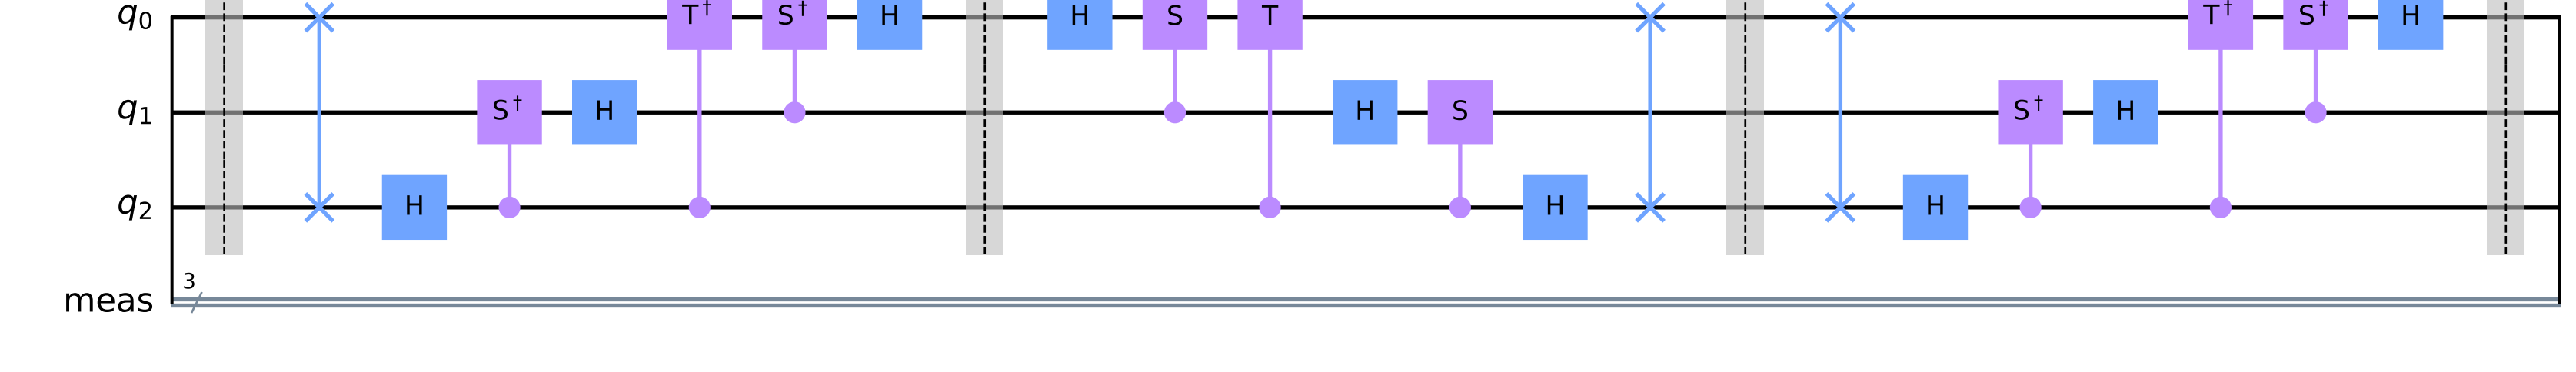 q0 T† S† H H S T T† S† H
q1 S† H H S S† H
q2 H H H
3
meas